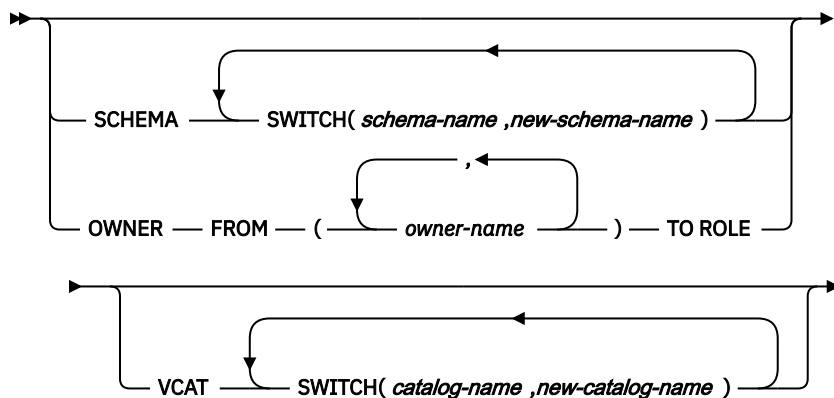 SCHEMA SWITCH( schema-name ,new-schema-name )
,
OWNER FROM ( owner-name ) TO ROLE
VCAT SWITCH( catalog-name ,new-catalog-name )